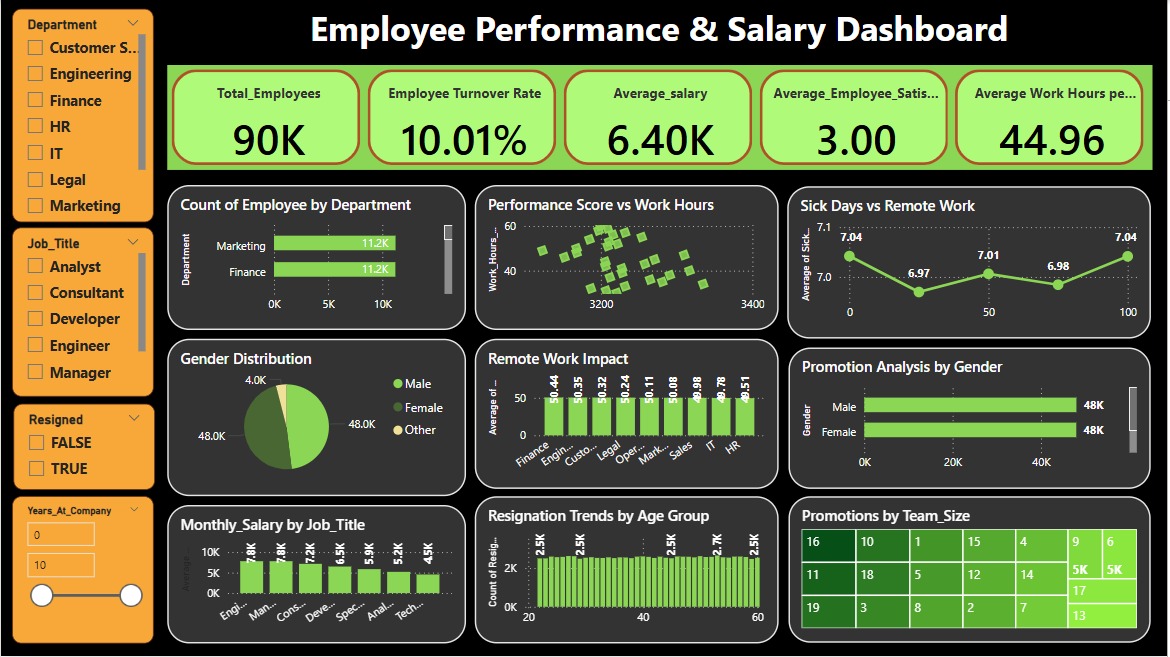 Employee Performance & Salary Dashboard
Department
Customer S...
Engineering
Finance
HR
IT
Legal
Marketing
Job_Title
Analyst
Consultant
Developer
Engineer
Manager
Resigned
FALSE
TRUE
Years_At_Company
0
10
Total_Employees
90K
Employee Turnover Rate
10.01%
Average_salary
6.40K
Average_Employee_Satis...
3.00
Average Work Hours pe...
44.96
Count of Employee by Department
Department
Marketing 11.2K
Finance 11.2K
0K 5K 10K
Performance Score vs Work Hours
Work_Hours_...
60
40
3200 3400
Sick Days vs Remote Work
Average of Sick...
7.1
7.0
7.04 6.97 7.01 6.98 7.04
0 50 100
Gender Distribution
4.0K
48.0K
48.0K
Male
Female
Other
Remote Work Impact
Average of ...
50
0
50.44 50.35 50.32 50.24 50.11 50.08 49.98 49.78 49.51
Finance Engin... Custo... Legal Oper... Mark... Sales IT HR
Promotion Analysis by Gender
Gender
Male 48K
Female 48K
0K 20K 40K
Monthly_Salary by Job_Title
Average
10K
5K
0K
7.8K 7.8K 7.2K 6.5K 5.9K 5.2K 4.5K
Engi... Man... Cons... Deve... Spec... Anal... Tech...
Resignation Trends by Age Group
Count of Resig...
2K
0K
2.5K 2.5K 2.5K 2.7K 2.5K
20 40 60
Promotions by Team_Size
16 10 1 15 4 9 6
5K 5K
11 18 5 12 14
17
19 3 8 2 7
13